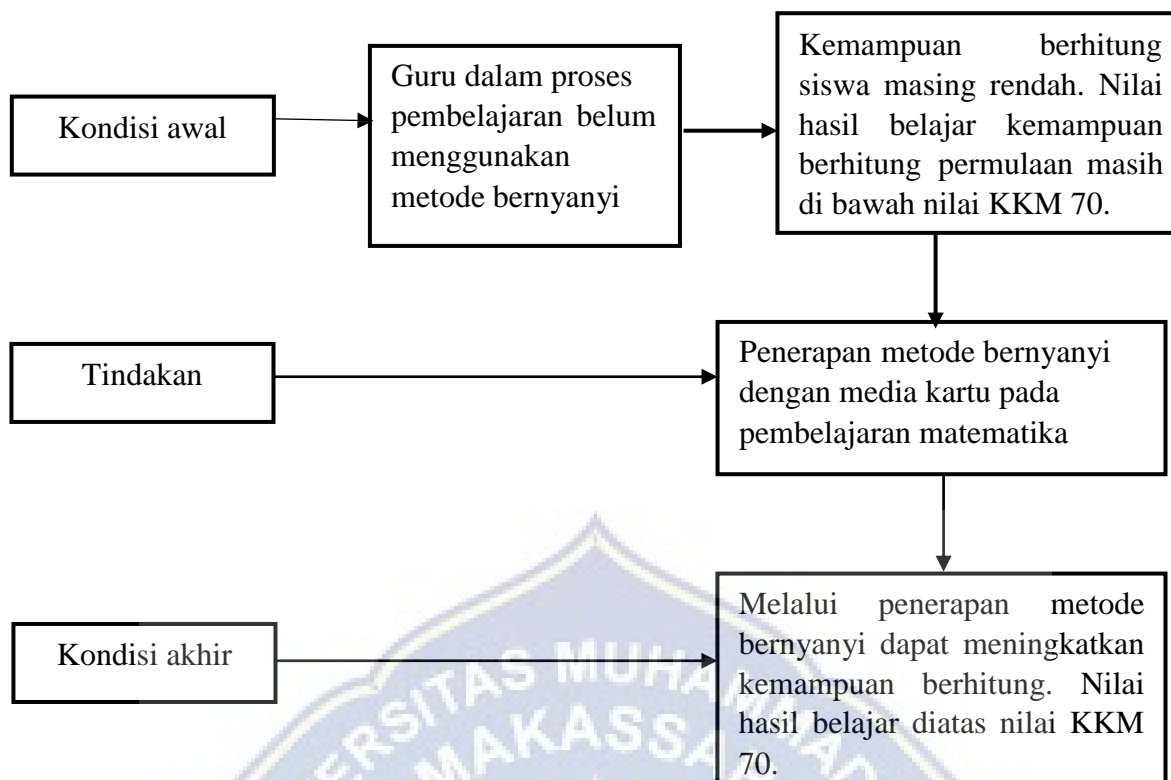 Kondisi awal
Guru dalam proses
pembelajaran belum
menggunakan
metode bernyanyi
Kemampuan berhitung
siswa masing rendah. Nilai
hasil belajar kemampuan
berhitung permulaan masih
di bawah nilai KKM 70.
Tindakan
Penerapan metode bernyanyi
dengan media kartu pada
pembelajaran matematika
Kondisi akhir
Melalui penerapan metode
bernyanyi dapat meningkatkan
kemampuan berhitung. Nilai
hasil belajar diatas nilai KKM
70.